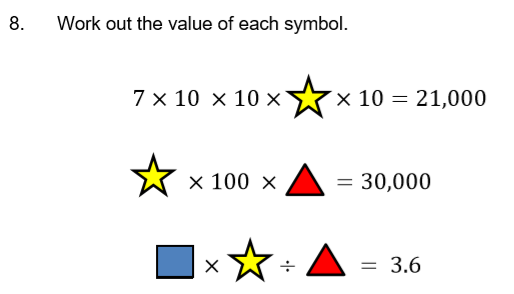 8. Work out the value of each symbol.
7 × 10 × 10 × × 10 = 21,000
× 100 × = 30,000
× ÷ = 3.6